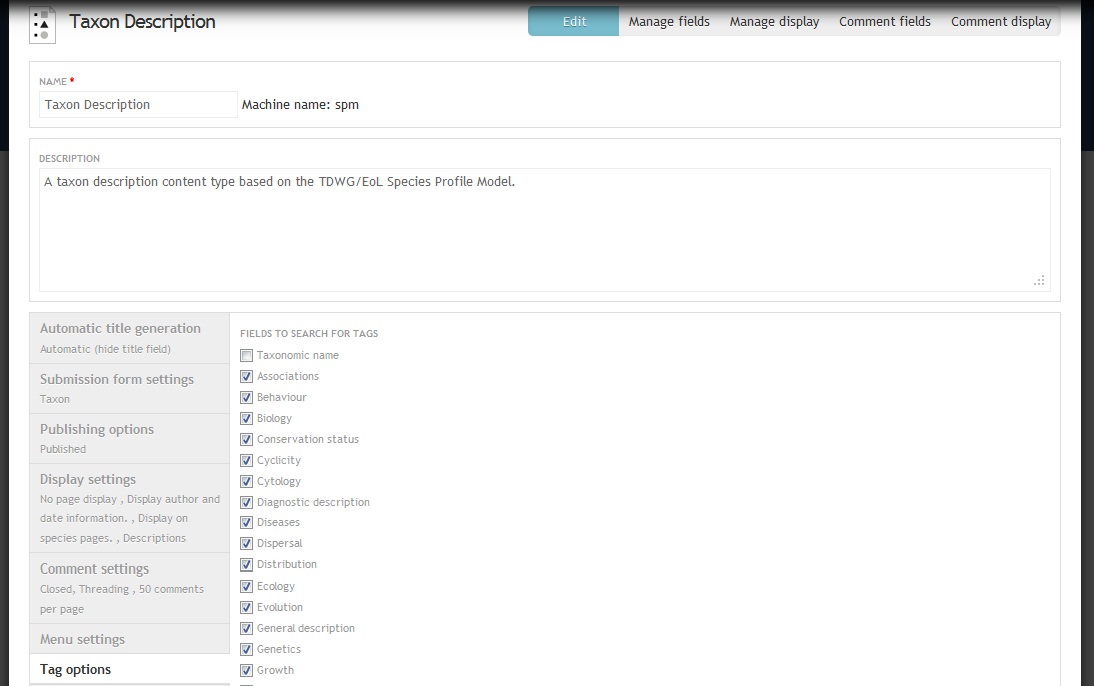 Taxon Description
Edit Manage fields Manage display Comment fields Comment display
NAME *
Taxon Description Machine name: spm
DESCRIPTION
A taxon description content type based on the TDWG/EoL Species Profile Model.
Automatic title generation
Automatic (hide title field)
Submission form settings
Taxon
Publishing options
Published
Display settings
No page display , Display author and
date information. , Display on
species pages. , Descriptions
Comment settings
Closed, Threading , 50 comments
per page
Menu settings
Tag options
FIELDS TO SEARCH FOR TAGS
Taxonomic name
Associations
Behaviour
Biology
Conservation status
Cyclicity
Cytology
Diagnostic description
Diseases
Dispersal
Distribution
Ecology
Evolution
General description
Genetics
Growth